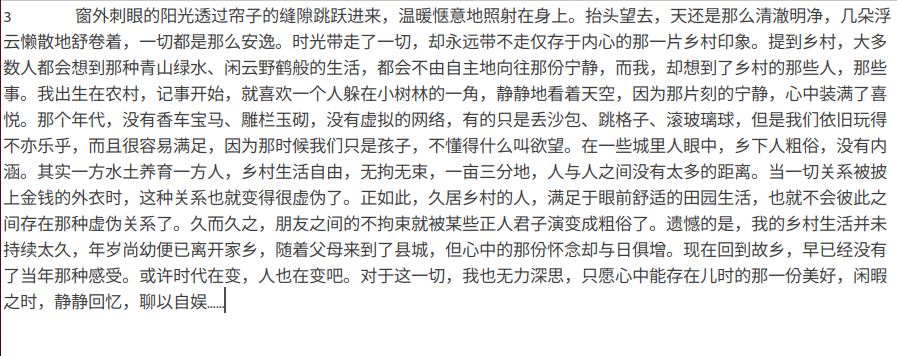 3 窗外刺眼的阳光透过帘子的缝隙跳跃进来，温暖惬意地照射在身上。抬头望去，天还是那么清澈明净，几朵浮
云懒散地舒卷着，一切都是那么安逸。时光带走了一切，却永远带不走仅存于内心的那一片乡村印象。提到乡村，大多
数人都会想到那种青山绿水、闲云野鹤般的生活，都会不由自主地向往那份宁静，而我，却想到了乡村的那些人，那些
事。我出生在农村，记事开始，就喜欢一个人躲在小树林的一角，静静地看着天空，因为那片刻的宁静，心中装满了喜
悦。那个年代，没有香车宝马、雕栏玉砌，没有虚拟的网络，有的只是丢沙包、跳格子、滚玻璃球，但是我们依旧玩得
不亦乐乎，而且很容易满足，因为那时候我们只是孩子，不懂得什么叫欲望。在一些城里人眼中，乡下人粗俗，没有内
涵。其实一方水土养育一方人，乡村生活自由，无拘无束，一亩三分地，人与人之间没有太多的距离。当一切关系被披
上金钱的外衣时，这种关系也就变得很虚伪了。正如此，久居乡村的人，满足于眼前舒适的田园生活，也就不会彼此之
间存在那种虚伪关系了。久而久之，朋友之间的不拘束就被某些正人君子演变成粗俗了。遗憾的是，我的乡村生活并未
持续太久，年岁尚幼便已离开家乡，随着父母来到了县城，但心中的那份怀念却与日俱增。现在回到故乡，早已经没有
了当年那种感受。或许时代在变，人也在变吧。对于这一切，我也无力深思，只愿心中能存在儿时的那一份美好，闲暇
之时，静静回忆，聊以自娱……